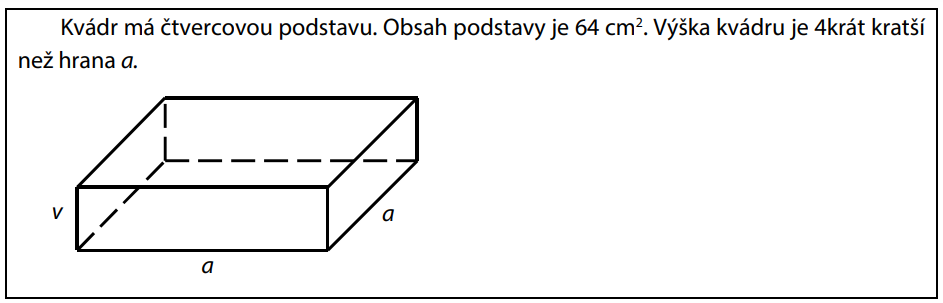 Kvádr má čtvercovou podstavu. Obsah podstavy je 64 cm². Výška kvádru je 4krát kratší
než hrana a.
v
a
a